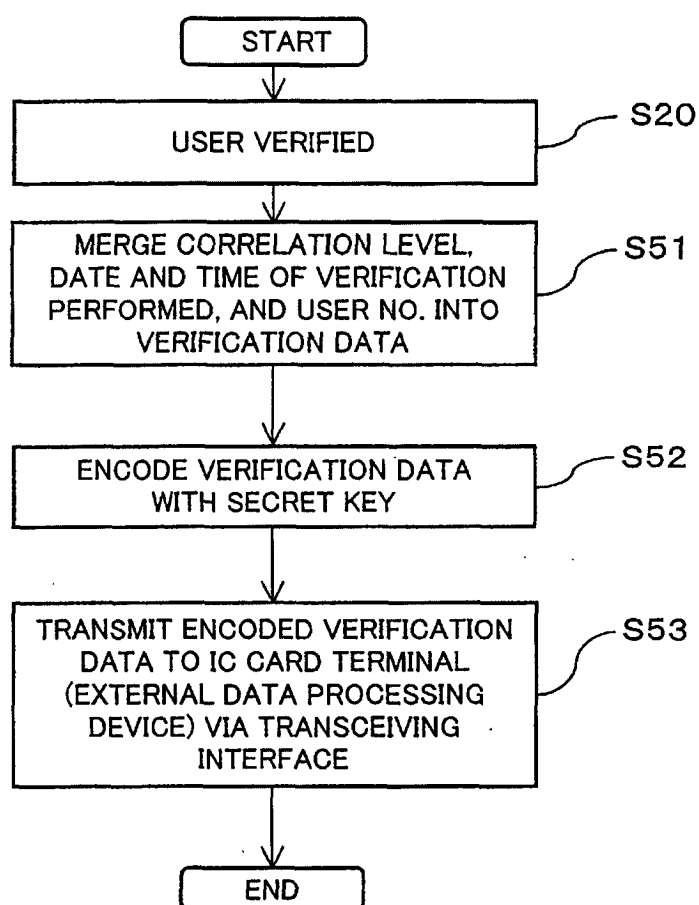 START
USER VERIFIED
S20
MERGE CORRELATION LEVEL,
DATE AND TIME OF VERIFICATION
PERFORMED, AND USER NO. INTO
VERIFICATION DATA
S51
ENCODE VERIFICATION DATA
WITH SECRET KEY
S52
TRANSMIT ENCODED VERIFICATION
DATA TO IC CARD TERMINAL
(EXTERNAL DATA PROCESSING
DEVICE) VIA TRANSCEIVING
INTERFACE
S53
END